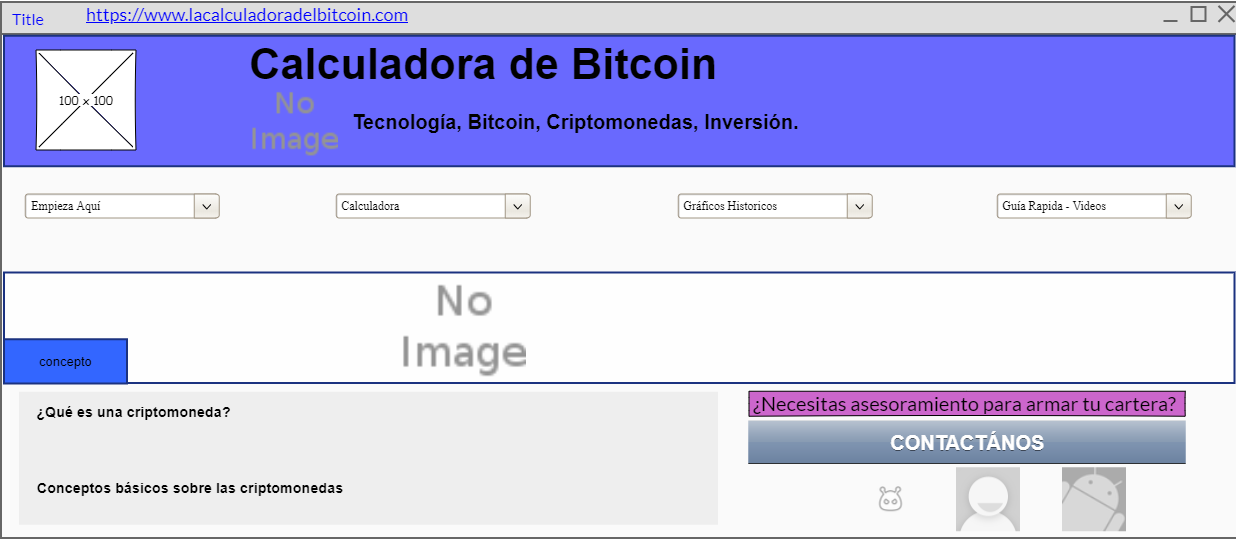 Title
https://www.lacalculadoradelbitcoin.com
Calculadora de Bitcoin
100 x 100
No
Image
Tecnología, Bitcoin, Criptomonedas, Inversión.
Empieza Aquí
Calculadora
Gráficos Historicos
Guía Rapida - Videos
No
Image
concepto
¿Qué es una criptomoneda?
Conceptos básicos sobre las criptomonedas
¿Necesitas asesoramiento para armar tu cartera?
CONTACTÁNOS